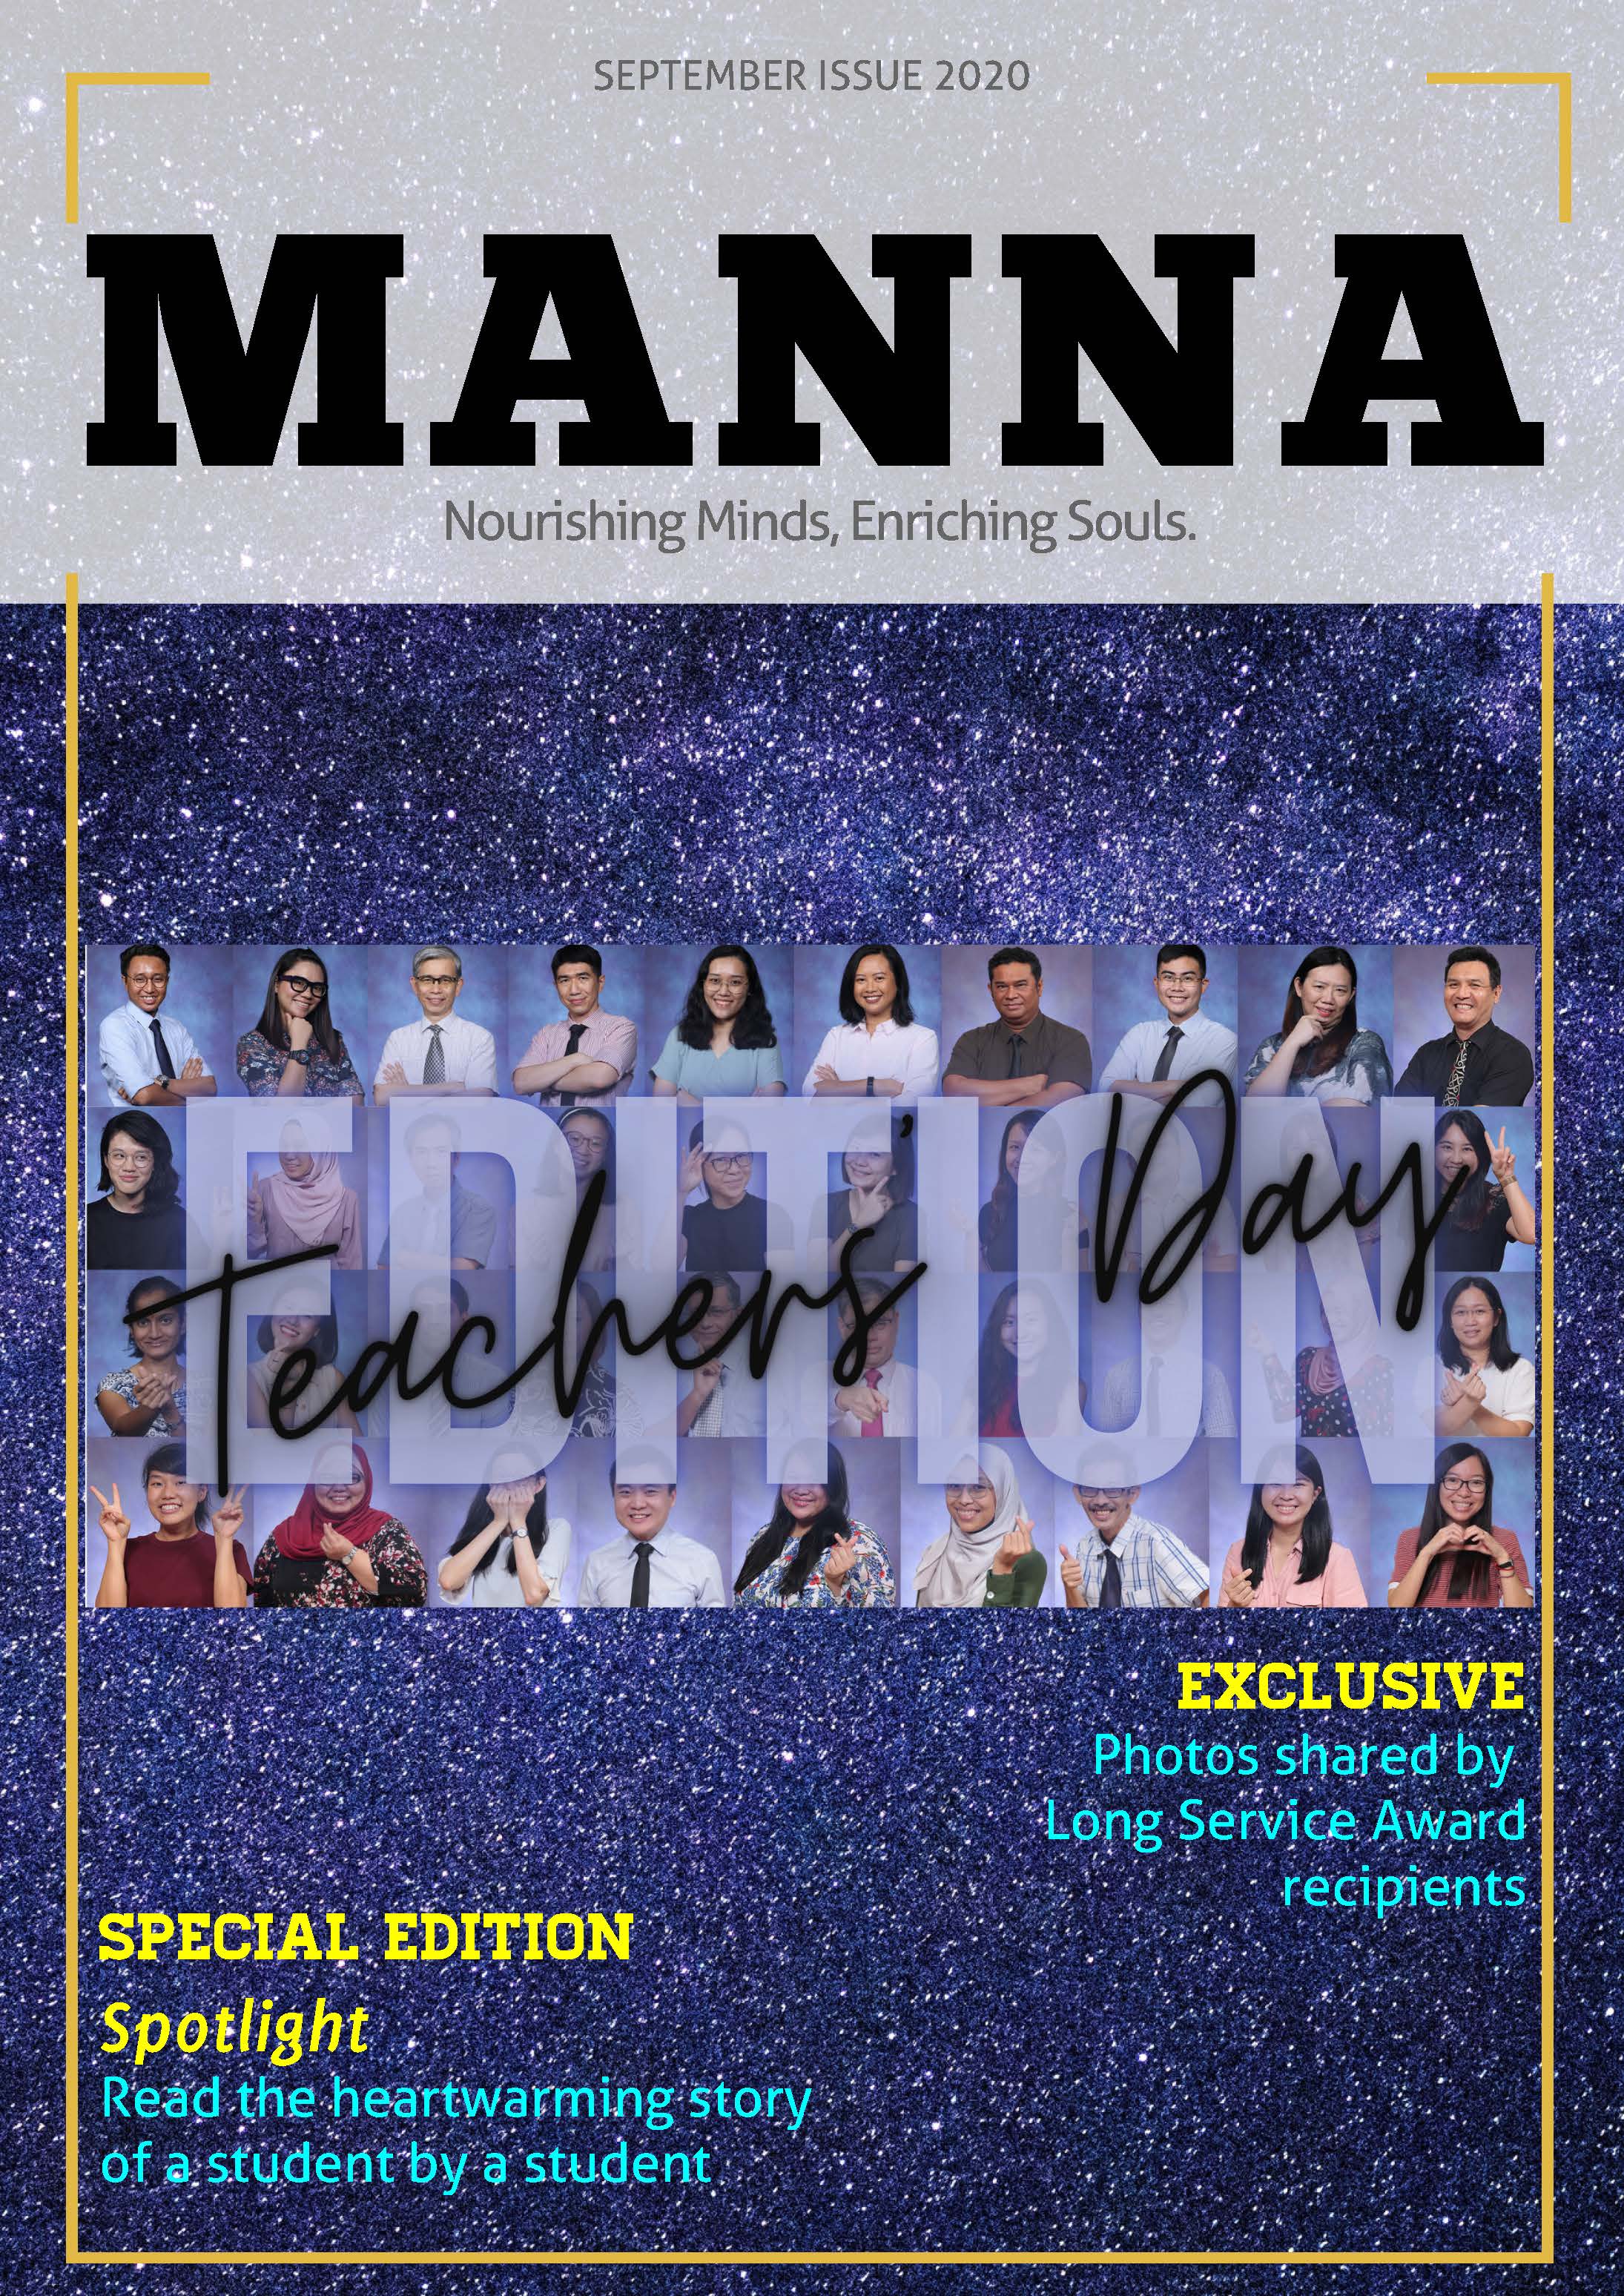 SEPTEMBER ISSUE 2020
MANNA
Nourishing Minds, Enriching Souls.
EDITION
Teachers' Day
EXCLUSIVE
Photos shared by
Long Service Award
recipients
SPECIAL EDITION
Spotlight
Read the heartwarming story
of a student by a student